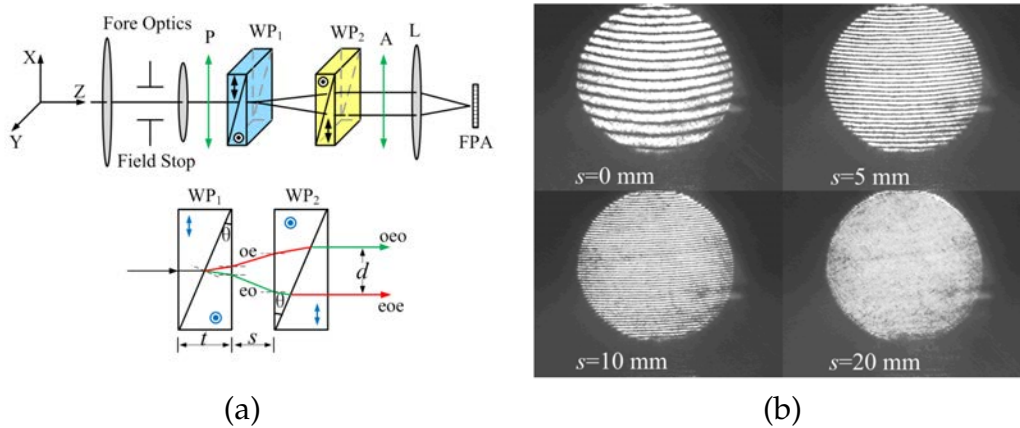 Fore Optics
P
WP₁
WP₂
A
L
X
Z
Y
Field Stop
FPA
WP₁
WP₂
θ
oe
eo
θ
oeo
d
eoe
t
s
(a)
s=0 mm
s=5 mm
s=10 mm
s=20 mm
(b)